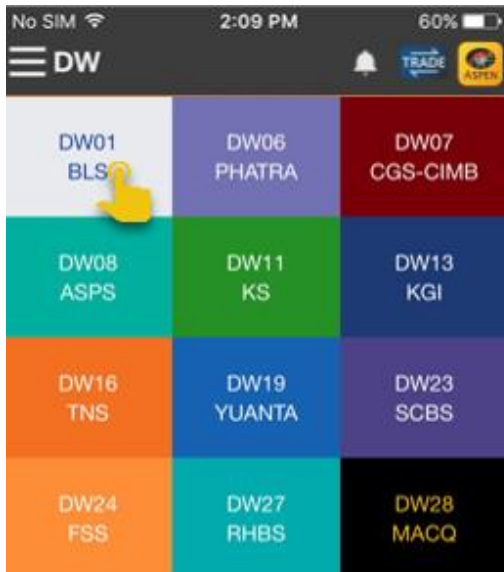 No SIM 2:09 PM 60%
DW TRADE ASPEN
DW01 DW06 DW07
BLS PHATRA CGS-CIMB
DW08 DW11 DW13
ASPS KS KGI
DW16 DW19 DW23
TNS YUANTA SCBS
DW24 DW27 DW28
FSS RHBS MACQ